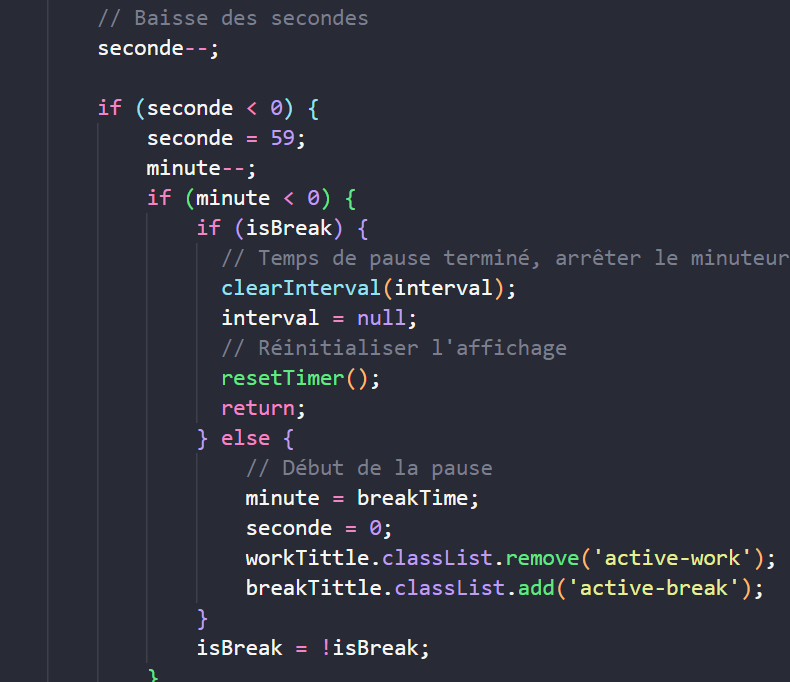 // Baisse des secondes
seconde--;
if (seconde < 0) {
seconde = 59;
minute--;
if (minute < 0) {
if (isBreak) {
// Temps de pause terminé, arrêter le minuteur
clearInterval(interval);
interval = null;
// Réinitialiser l'affichage
resetTimer();
return;
} else {
// Début de la pause
minute = breakTime;
seconde = 0;
workTittle.classList.remove('active-work');
breakTittle.classList.add('active-break');
}
isBreak = !isBreak;
}